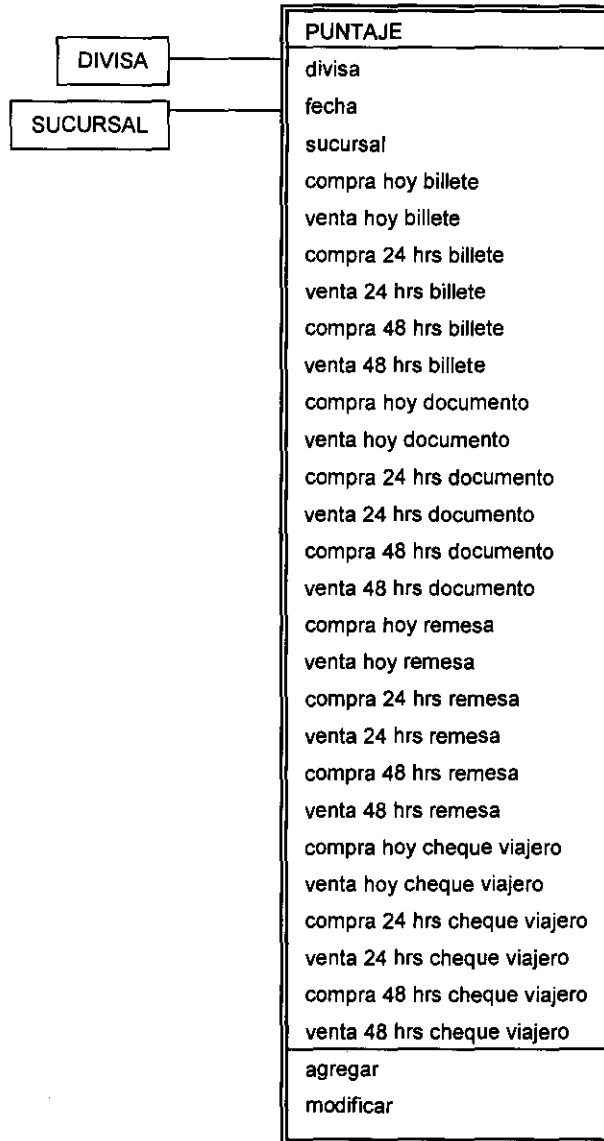 PUNTAJE
DIVISA
divisa
fecha
SUCURSAL
sucursal
compra hoy billete
venta hoy billete
compra 24 hrs billete
venta 24 hrs billete
compra 48 hrs billete
venta 48 hrs billete
compra hoy documento
venta hoy documento
compra 24 hrs documento
venta 24 hrs documento
compra 48 hrs documento
venta 48 hrs documento
compra hoy remesa
venta hoy remesa
compra 24 hrs remesa
venta 24 hrs remesa
compra 48 hrs remesa
venta 48 hrs remesa
compra hoy cheque viajero
venta hoy cheque viajero
compra 24 hrs cheque viajero
venta 24 hrs cheque viajero
compra 48 hrs cheque viajero
venta 48 hrs cheque viajero
agregar
modificar